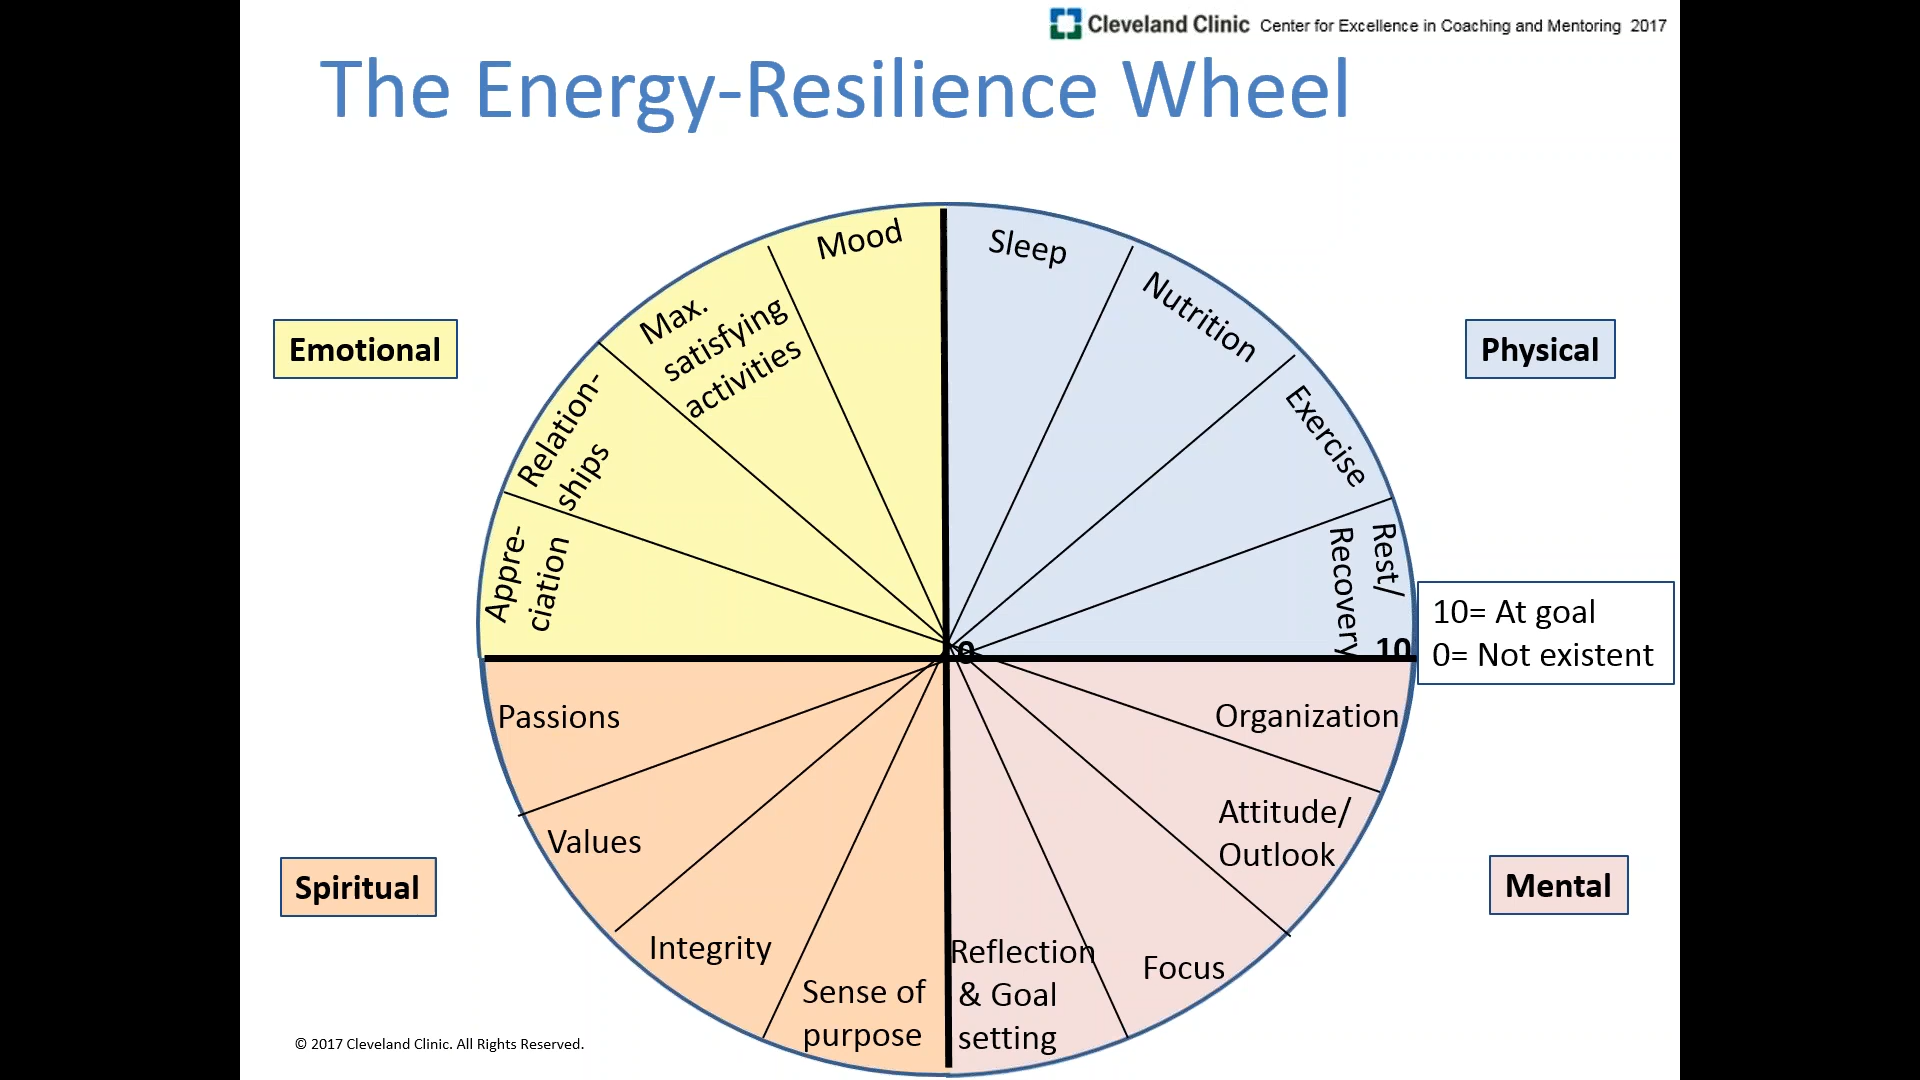 Cleveland Clinic Center for Excellence in Coaching and Mentoring 2017
The Energy-Resilience Wheel
Emotional
Physical
Mood
Max.
satisfying
activities
Relation-
ships
Appre-
ciation
Sleep
Nutrition
Exercise
Rest/
Recovery
0
10
10= At goal
0= Not existent
Passions
Values
Integrity
Sense of
purpose
Organization
Attitude/
Outlook
Focus
Reflection
& Goal
setting
Spiritual
Mental
© 2017 Cleveland Clinic. All Rights Reserved.